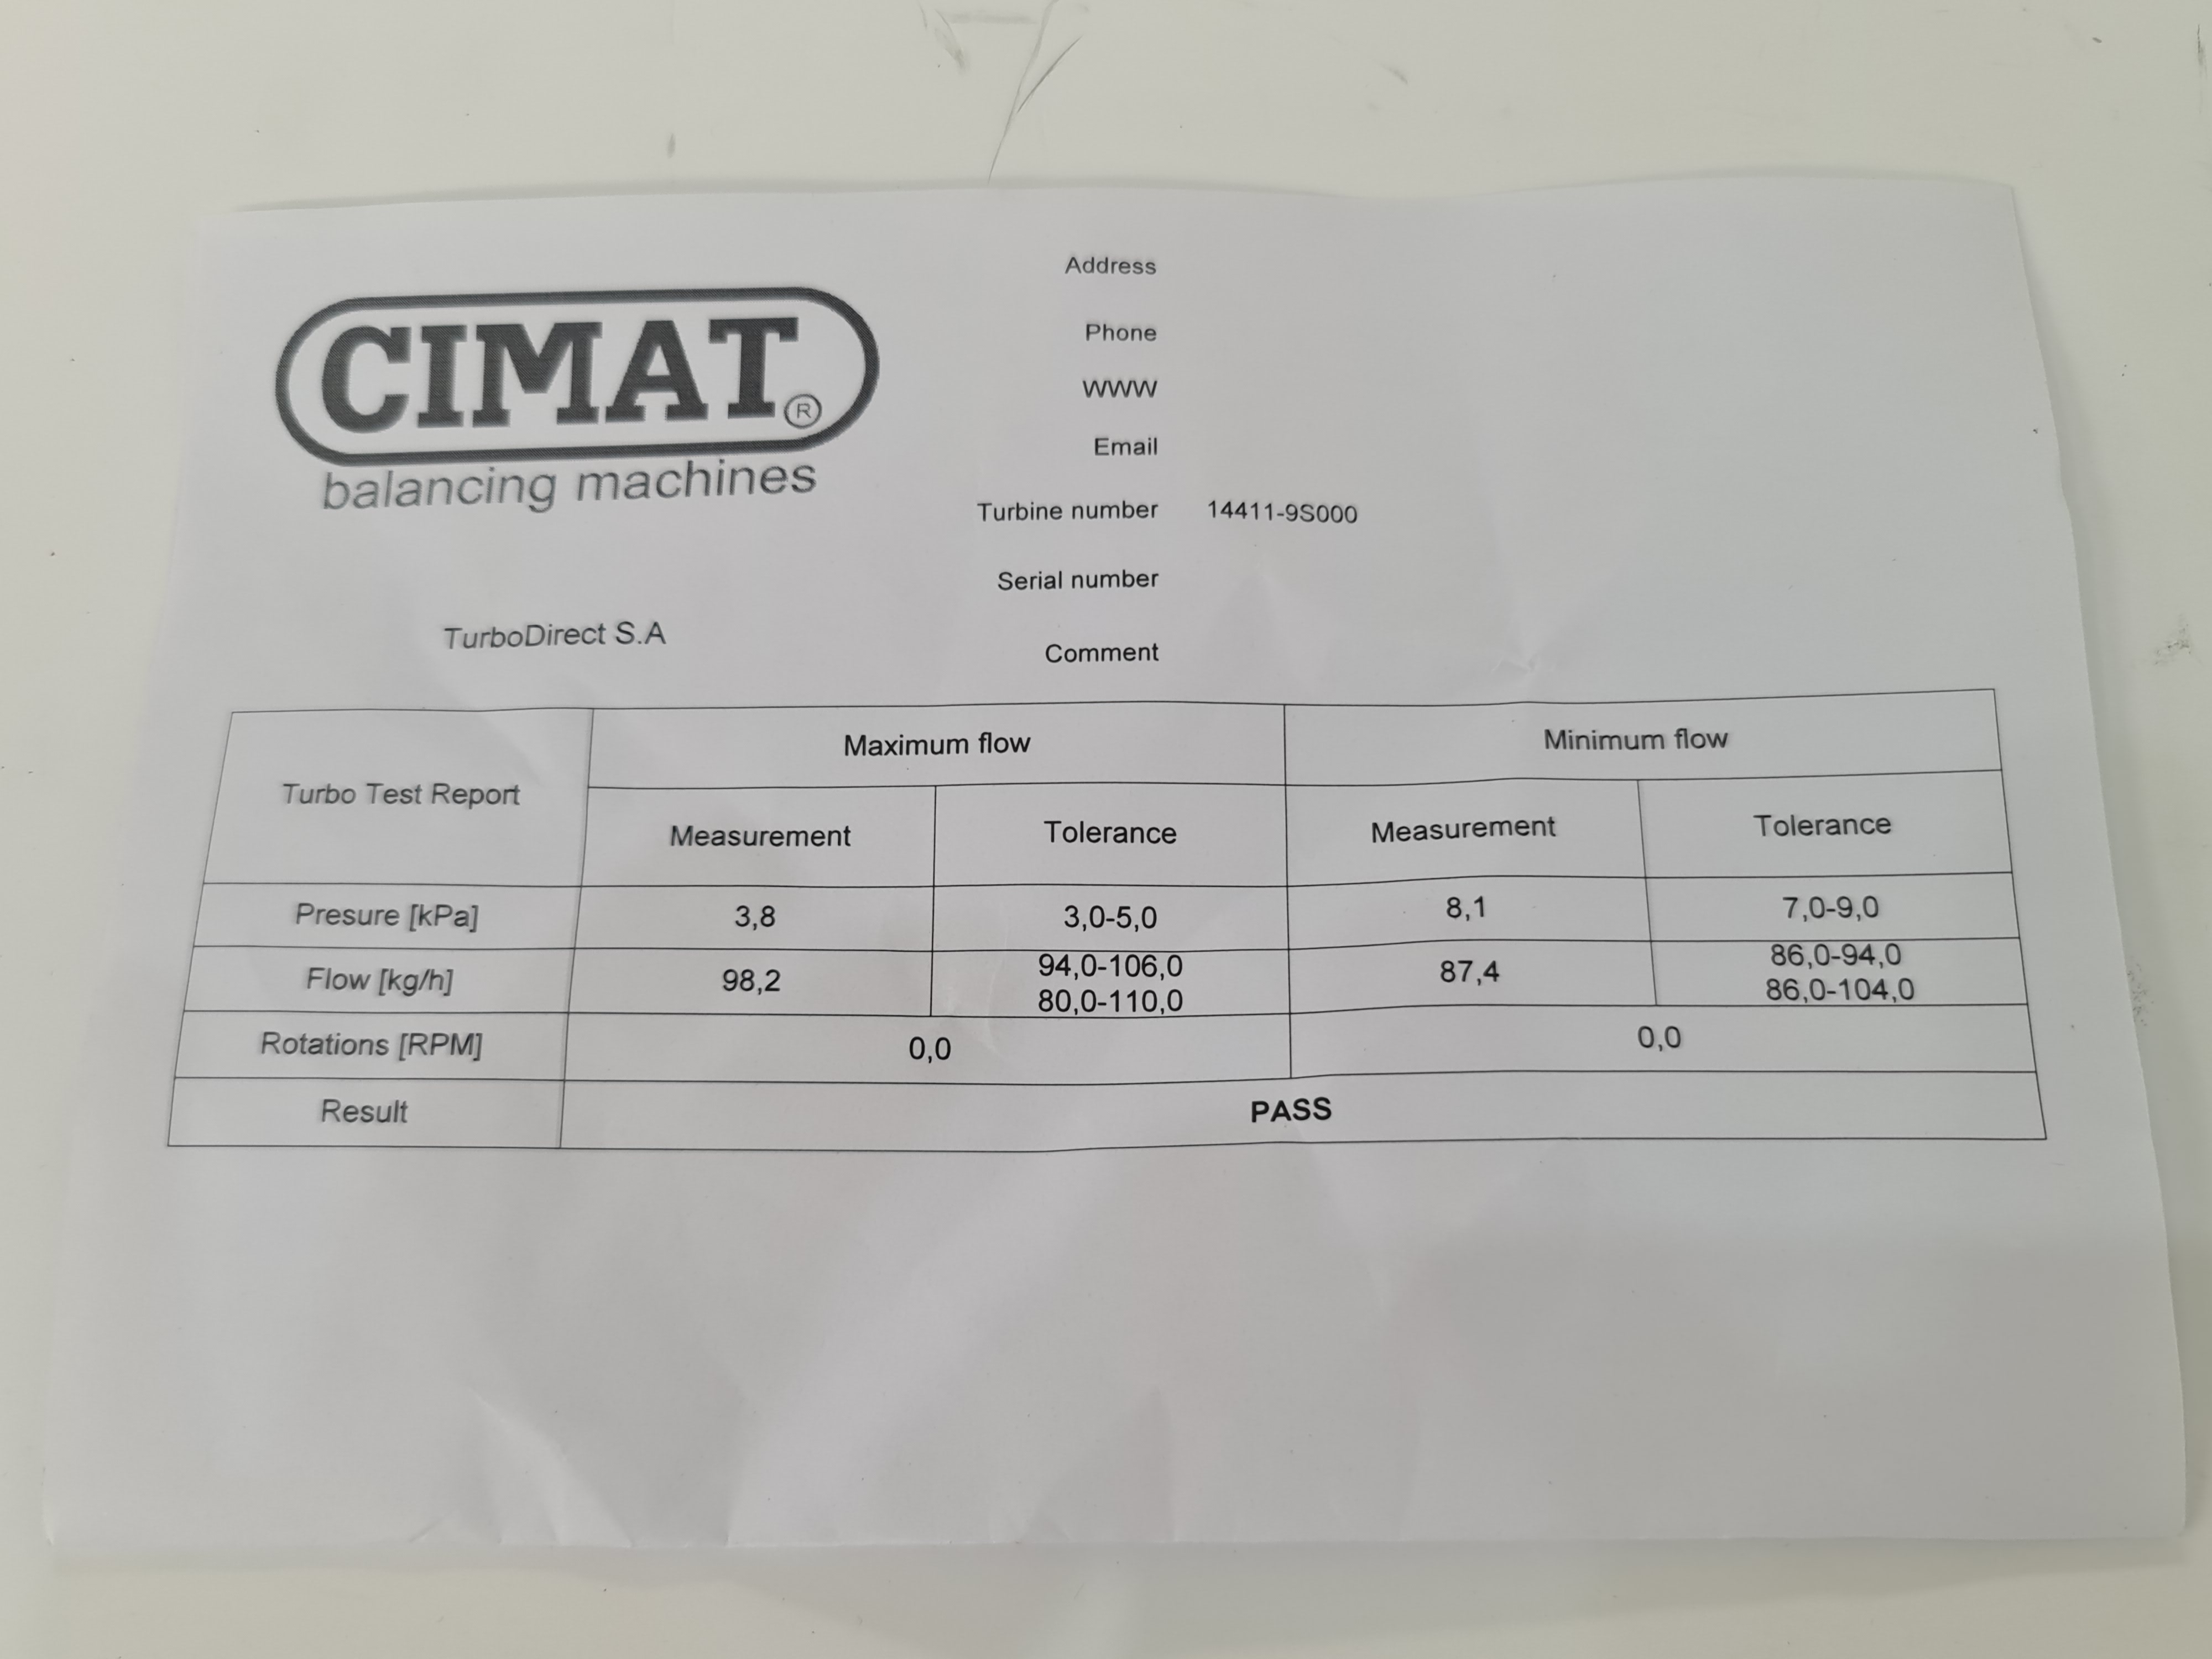 CIMAT®
balancing machines
TurboDirect S.A
Address
Phone
WWW
Email
Turbine number 14411-9S000
Serial number
Comment
Turbo Test Report Maximum flow Minimum flow
Measurement Tolerance Measurement Tolerance
Presure [kPa] 3,8 3,0-5,0 8,1 7,0-9,0
Flow [kg/h] 98,2 94,0-106,0 87,4 86,0-94,0
80,0-110,0 86,0-104,0
Rotations [RPM] 0,0 0,0
Result PASS